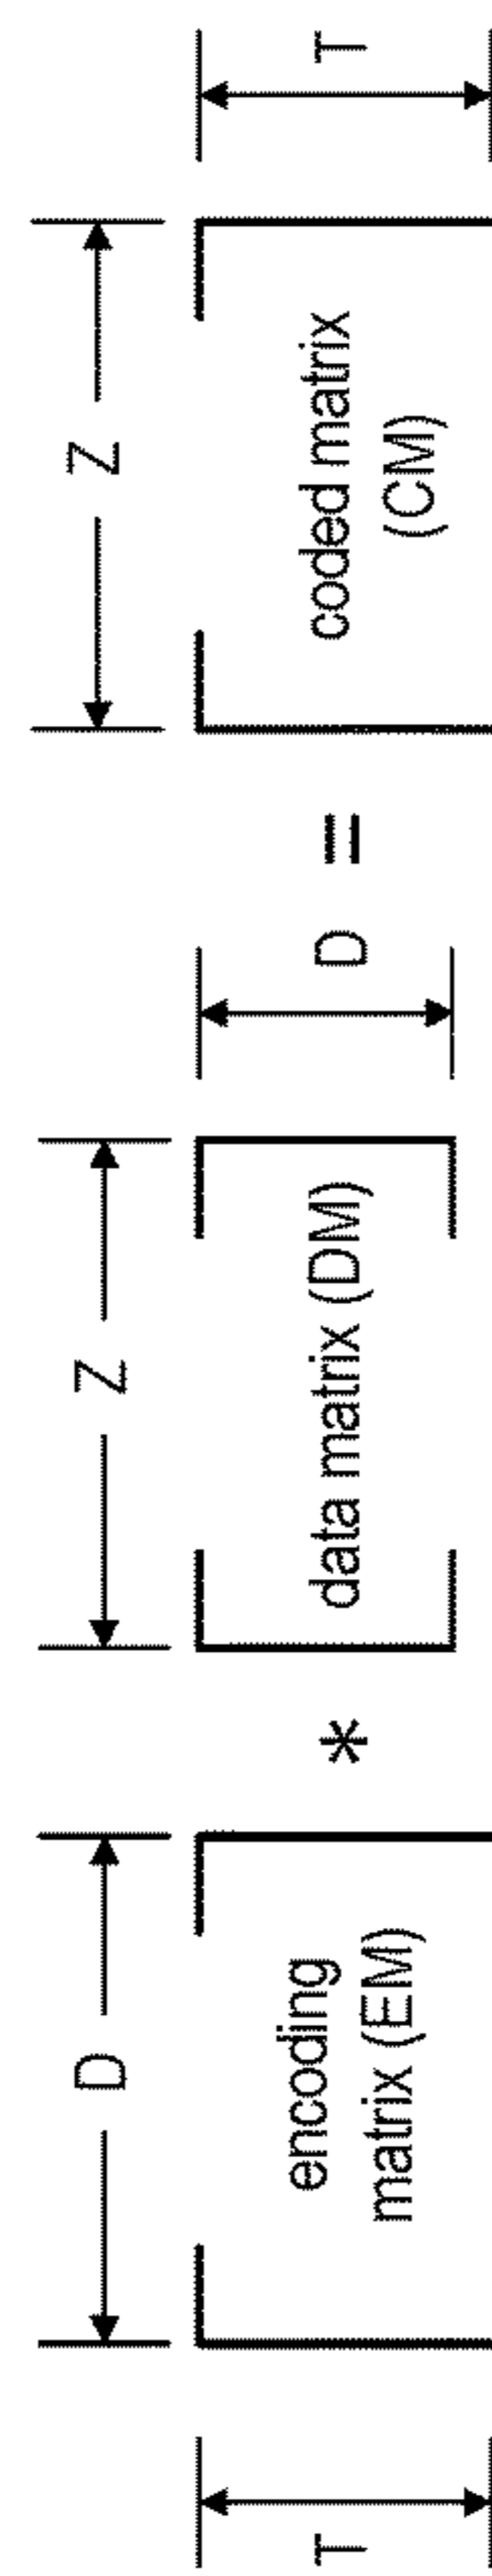 T
D
encoding
matrix (EM)
*
Z
data matrix (DM)
D
=
Z
coded matrix
(CM)
T